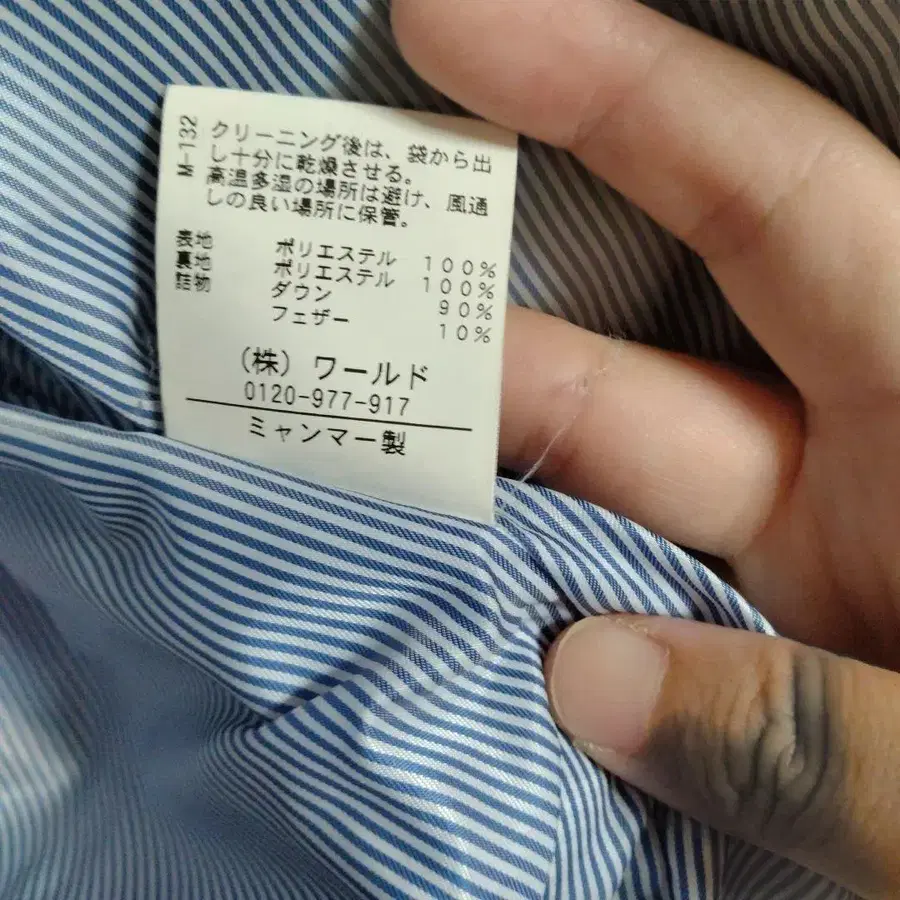 M-132
クリーニング後は、袋から出
し十分に乾燥させる。
高温多湿の場所は避け、風通
しの良い場所に保管。
表地 ポリエステル 100%
裏地 ポリエステル 100%
詰物 ダウン 90%
フェザー 10%
(株)ワールド
0120-977-917
ミャンマー製